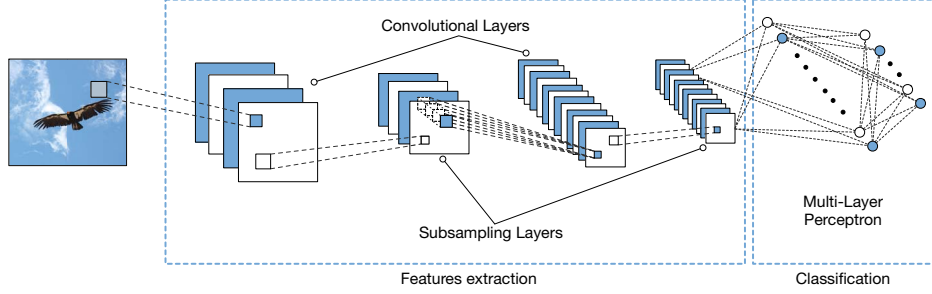 Convolutional Layers
Subsampling Layers
Multi-Layer
Perceptron
Features extraction
Classification